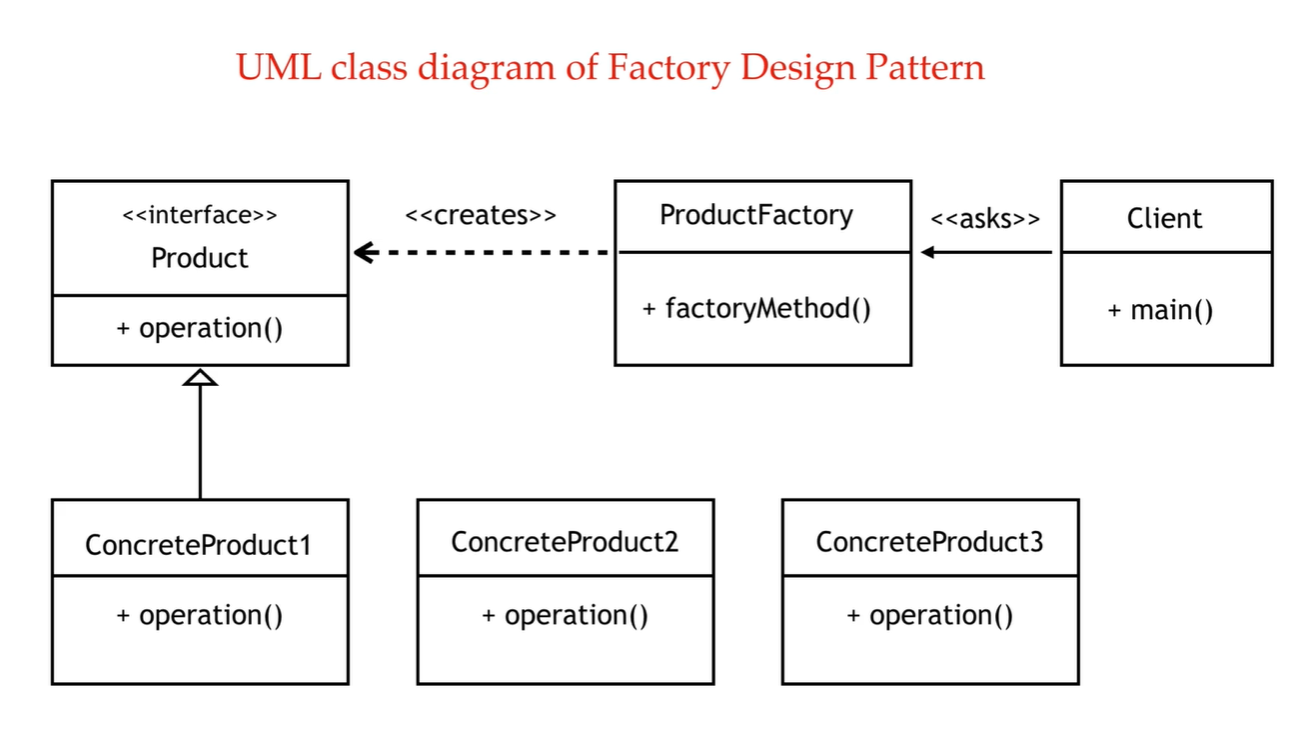 UML class diagram of Factory Design Pattern
<<interface>>
Product
+ operation()
<<creates>>
ProductFactory
+ factoryMethod()
<<asks>>
Client
+ main()
ConcreteProduct1
+ operation()
ConcreteProduct2
+ operation()
ConcreteProduct3
+ operation()